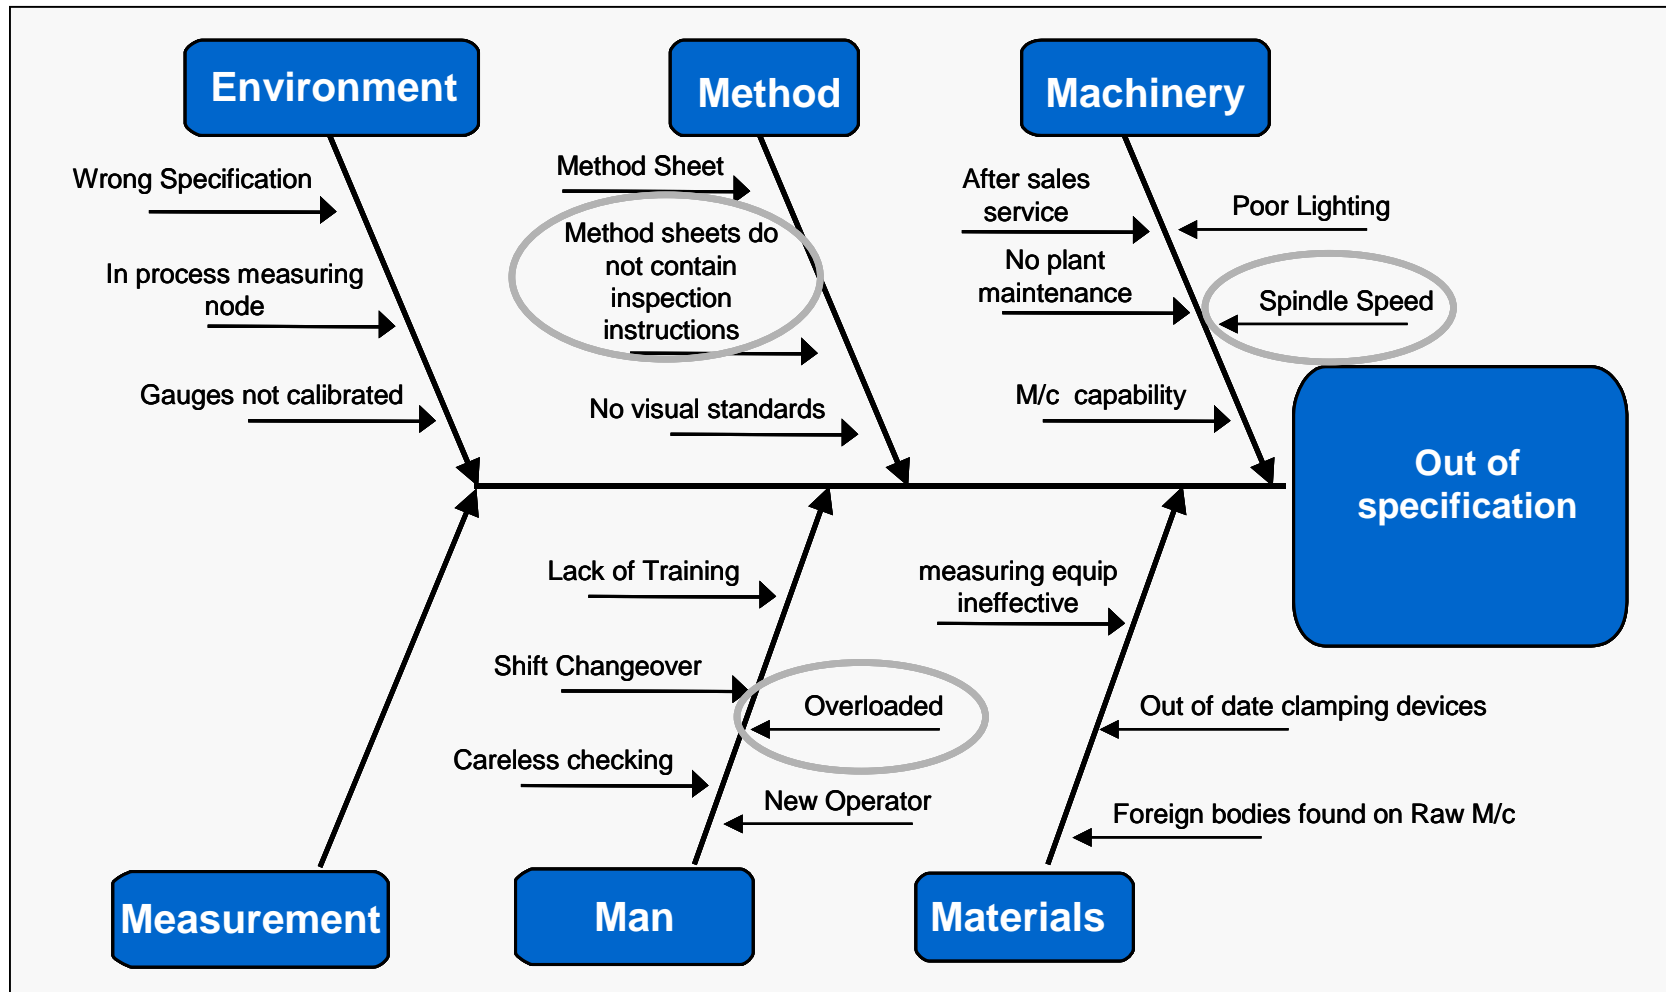 Environment
Method
Machinery
Wrong Specification
In process measuring
node
Gauges not calibrated
Method Sheet
Method sheets do
not contain
inspection
instructions
No visual standards
After sales
service
No plant
maintenance
M/c capability
Poor Lighting
Spindle Speed
Out of
specification
Lack of Training
Shift Changeover
Careless checking
Overloaded
New Operator
measuring equip
ineffective
Out of date clamping devices
Foreign bodies found on Raw M/c
Measurement
Man
Materials